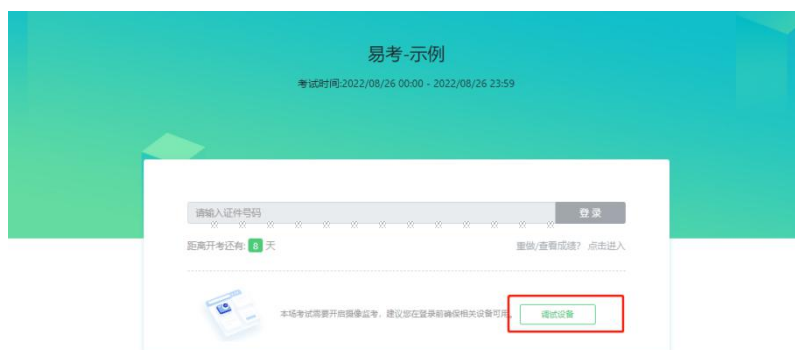 易考-示例
考试时间:2022/08/26 00:00 - 2022/08/26 23:59
请输入证件号码 登录
距离开考还有: 8 天 重做/查看成绩? 点击进入
本场考试需要开启摄像监考，建议您在登录前确保相关设备可用。 调试设备